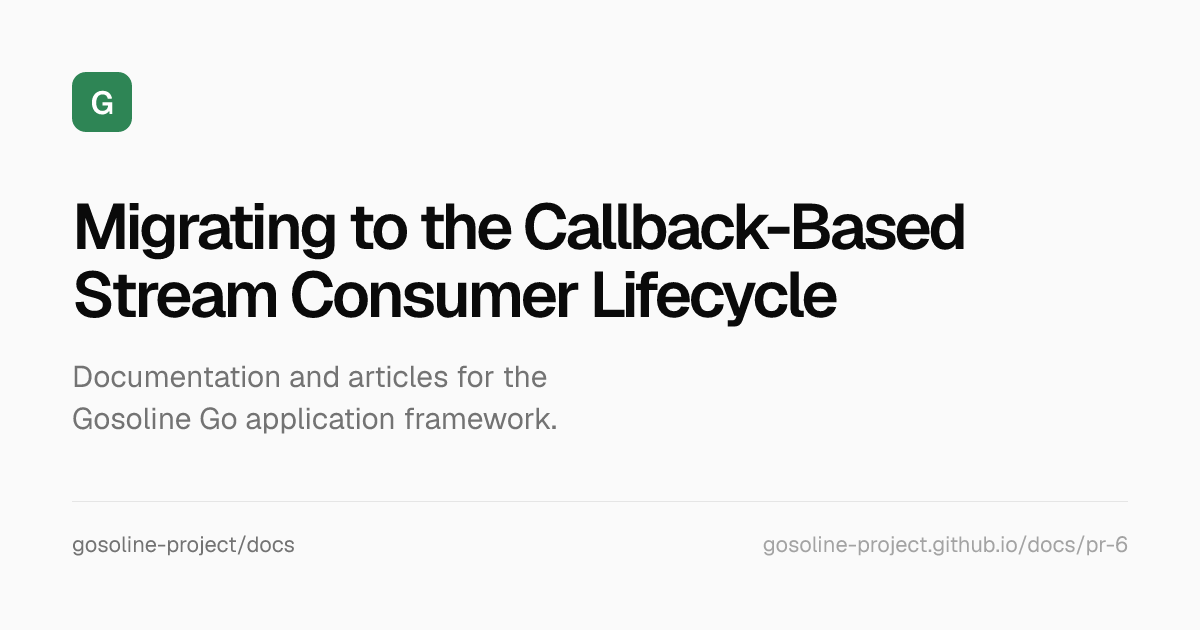 G
Migrating to the Callback-Based
Stream Consumer Lifecycle
Documentation and articles for the
Gosoline Go application framework.
gosoline-project/docs
gosoline-project.github.io/docs/pr-6